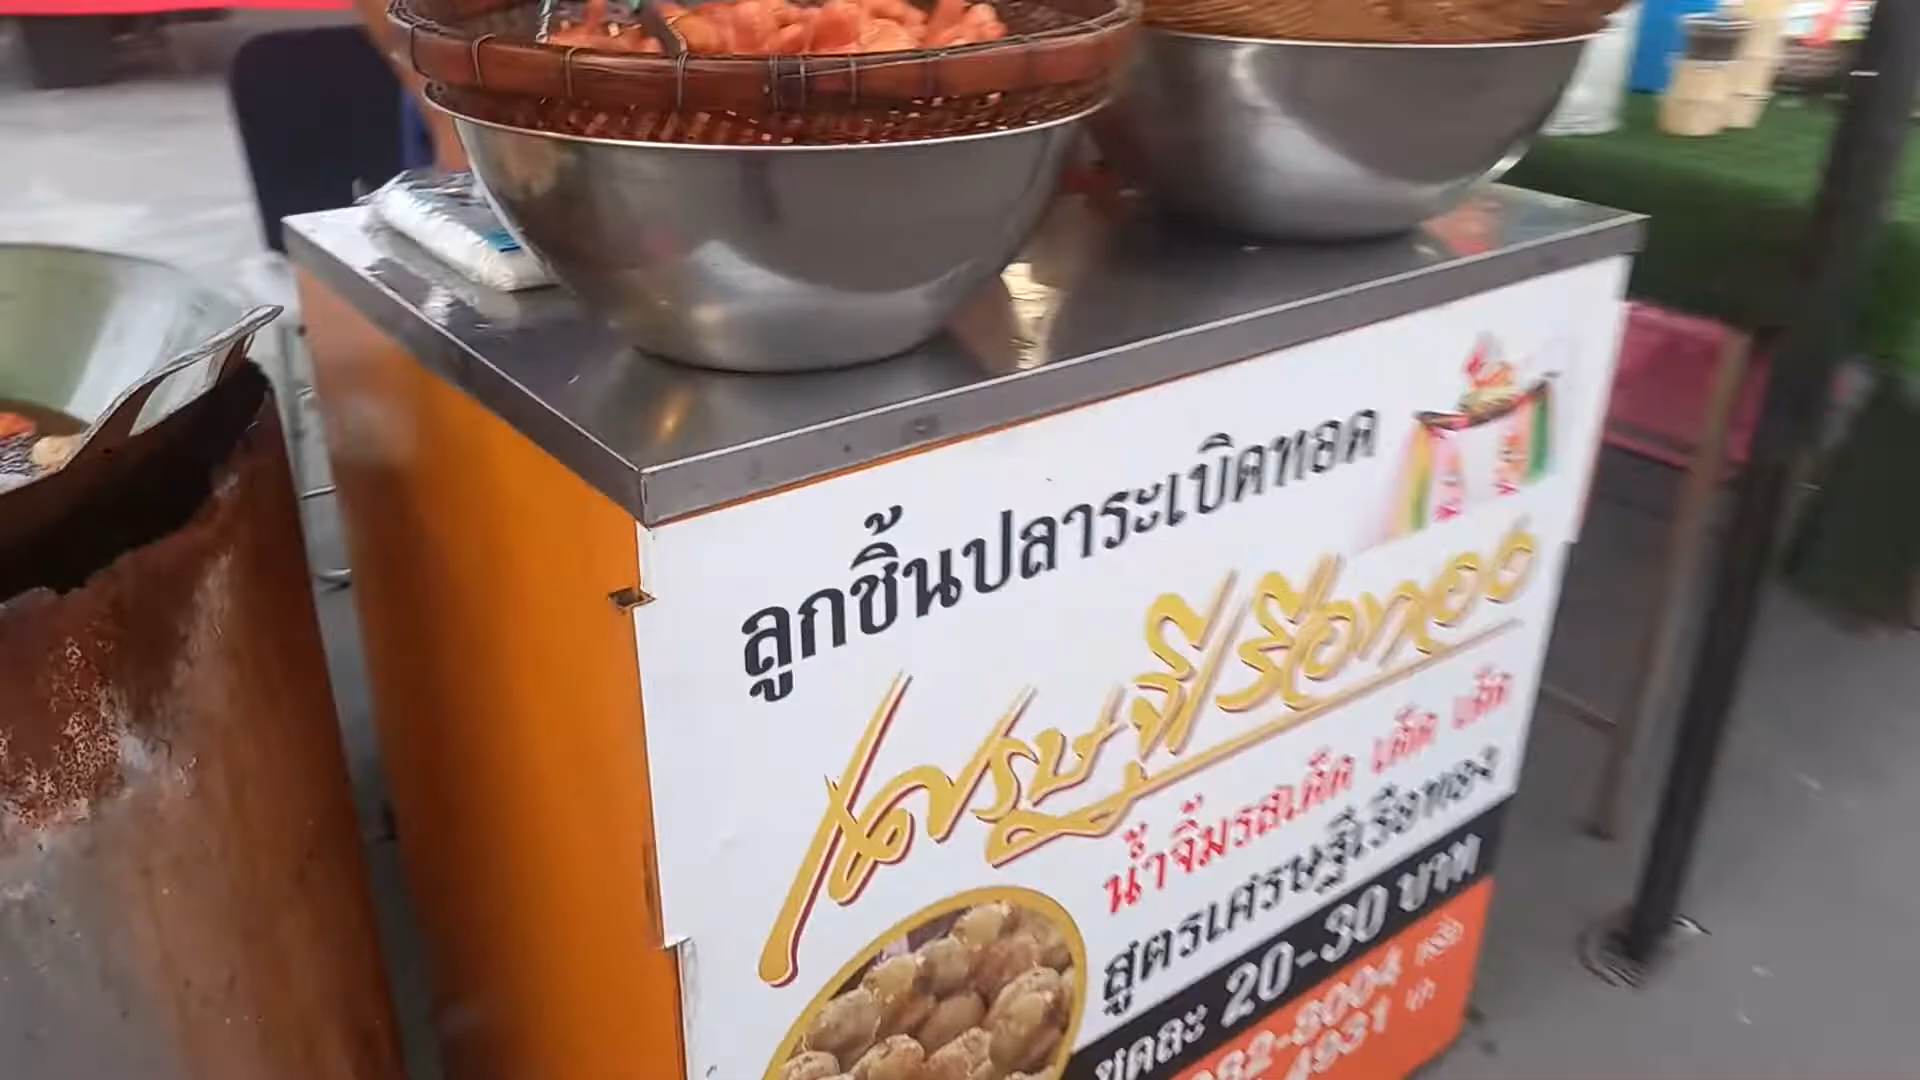 ลูกชิ้นปลาระเบิดทอด
เศรษฐีเรือทอง
น้ำจิ้มรสเด็ด เผ็ด แซ่ด
สูตรเศรษฐีเรือทอง
ชุดละ 20-30 บาท